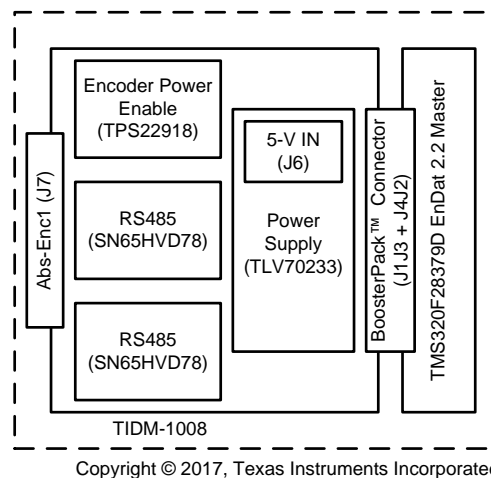 Encoder Power
Enable
(TPS22918)
Abs-Enc1 (J7)
RS485
(SN65HVD78)
RS485
(SN65HVD78)
5-V IN
(J6)
Power
Supply
(TLV70233)
BoosterPack™ Connector
(J1J3 + J4J2)
TMS320F28379D EnDat 2.2 Master
TIDM-1008
Copyright © 2017, Texas Instruments Incorporate